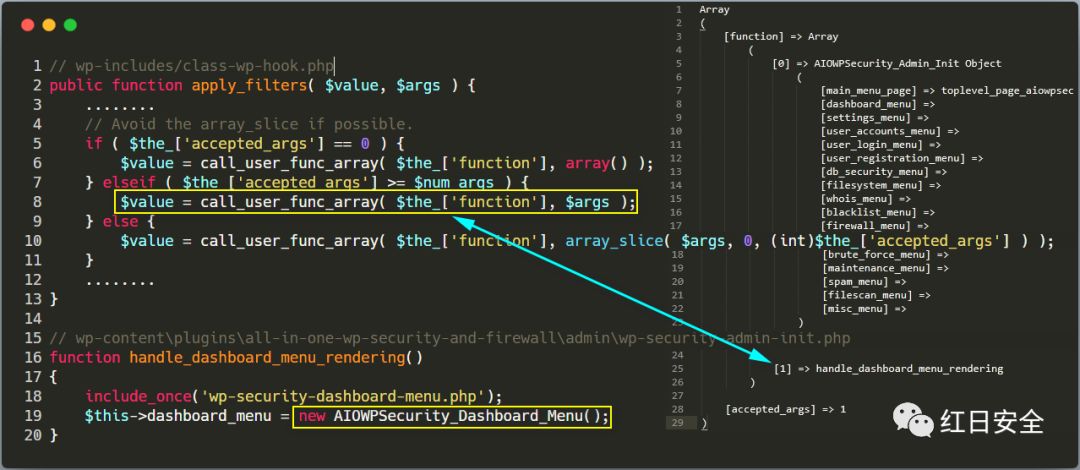 1 // wp-includes/class-wp-hook.php
2 public function apply_filters( $value, $args ) {
3 ........
4 // Avoid the array_slice if possible.
5 if ( $the_['accepted_args'] == 0 ) {
6 $value = call_user_func_array( $the_['function'], array() );
7 } elseif ( $the_['accepted_args'] >= $num_args ) {
8 $value = call_user_func_array( $the_['function'], $args );
9 } else {
10 $value = call_user_func_array( $the_['function'], array_slice( $args, 0, (int)$the_['accepted_args'] ) );
11 }
12 ........
13 }
14
15 // wp-content\plugins\all-in-one-wp-security-and-firewall\admin\wp-security-admin-init.php
16 function handle_dashboard_menu_rendering()
17 {
18 include_once('wp-security-dashboard-menu.php');
19 $this->dashboard_menu = new AIOWPSecurity_Dashboard_Menu();
20 }
1 Array
2 (
3 [function] => Array
4 (
5 [0] => AIOWPSecurity_Admin_Init Object
6 (
7 [main_menu_page] => toplevel_page_aiowpsec
8 [dashboard_menu] =>
9 [settings_menu] =>
10 [user_accounts_menu] =>
11 [user_login_menu] =>
12 [user_registration_menu] =>
13 [db_security_menu] =>
14 [filesystem_menu] =>
15 [whois_menu] =>
16 [blacklist_menu] =>
17 [firewall_menu] =>
18 [brute_force_menu] =>
19 [maintenance_menu] =>
20 [spam_menu] =>
21 [filescan_menu] =>
22 [misc_menu] =>
23 )
24
25 [1] => handle_dashboard_menu_rendering
26 )
27
28 [accepted_args] => 1
29 )
红日安全